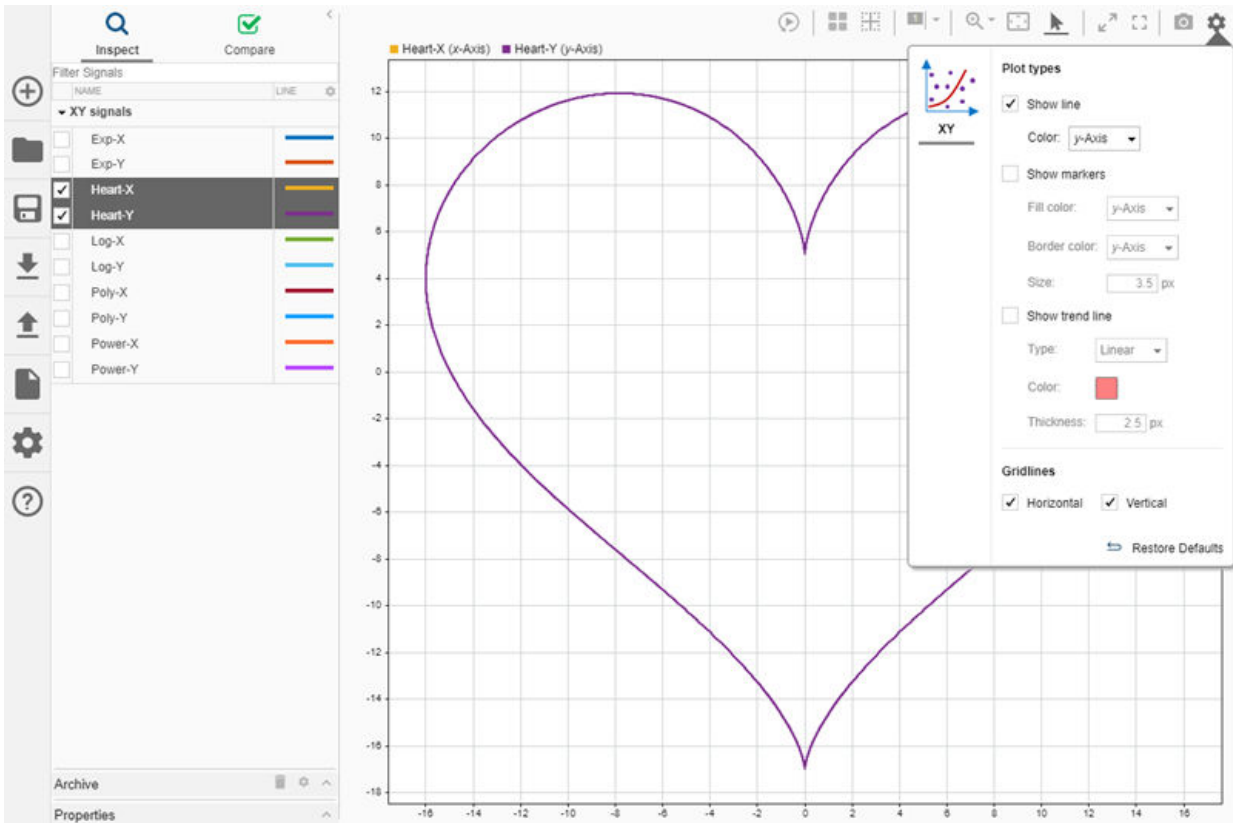 Inspect
Compare
Filter Signals
NAME LINE
XY signals
Exp-X
Exp-Y
Heart-X
Heart-Y
Log-X
Log-Y
Poly-X
Poly-Y
Power-X
Power-Y
Archive
Properties
1
Heart-X (x-Axis) Heart-Y (y-Axis)
12
10
8
6
4
2
0
-2
-4
-6
-8
-10
-12
-14
-16
-18
-16 -14 -12 -10 -8 -6 -4 -2 0 2 4 6 8 10 12 14 16
XY
Plot types
Show line
Color: y-Axis
Show markers
Fill color: y-Axis
Border color: y-Axis
Size: 3.5 px
Show trend line
Type: Linear
Color:
Thickness: 2.5 px
Gridlines
Horizontal Vertical
Restore Defaults